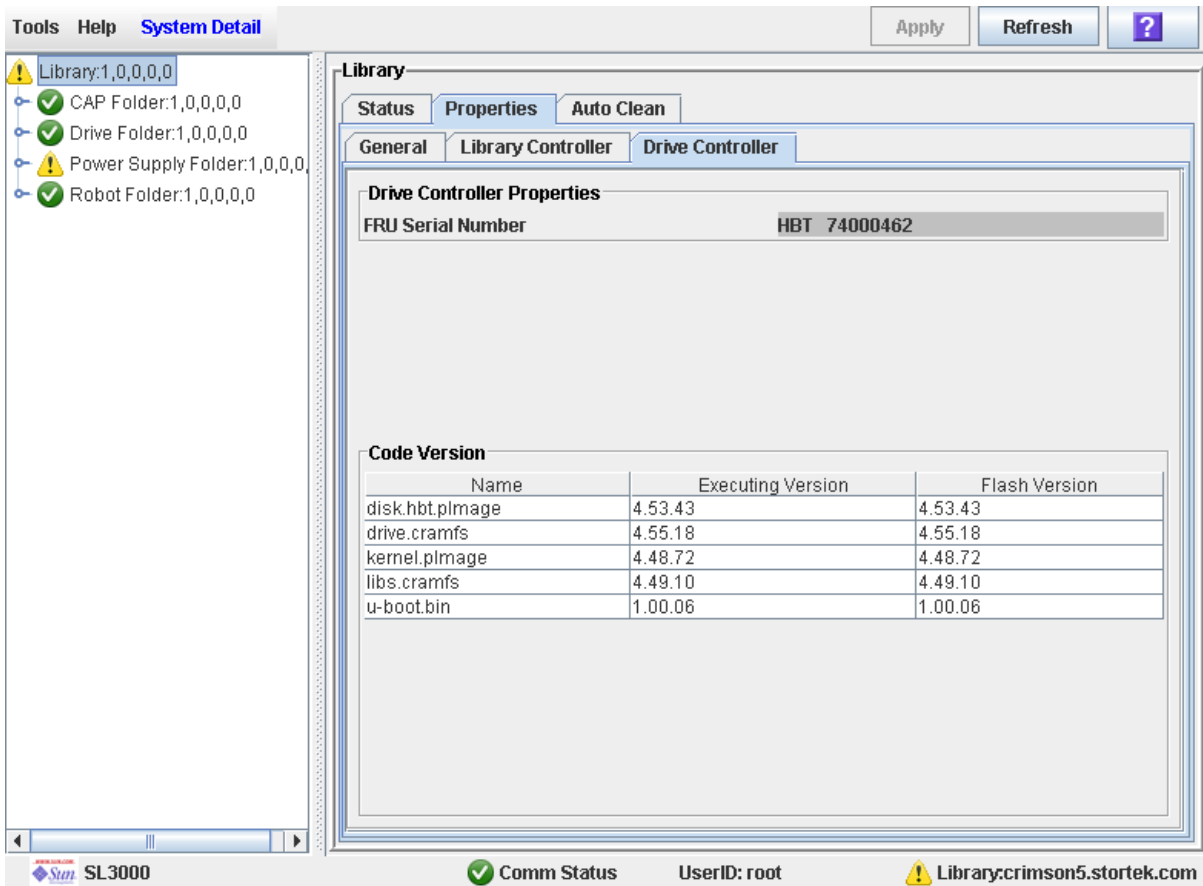 Tools Help System Detail Apply Refresh ?
Library:1,0,0,0,0
CAP Folder:1,0,0,0,0
Drive Folder:1,0,0,0,0
Power Supply Folder:1,0,0,0,
Robot Folder:1,0,0,0,0
Library
Status Properties Auto Clean
General Library Controller Drive Controller
Drive Controller Properties
FRU Serial Number HBT 74000462
Code Version
Name Executing Version Flash Version
disk.hbt.pImage 4.53.43 4.53.43
drive.cramfs 4.55.18 4.55.18
kernel.pImage 4.48.72 4.48.72
libs.cramfs 4.49.10 4.49.10
u-boot.bin 1.00.06 1.00.06
Sun SL3000 Comm Status UserID: root Library:crimson5.stortek.com